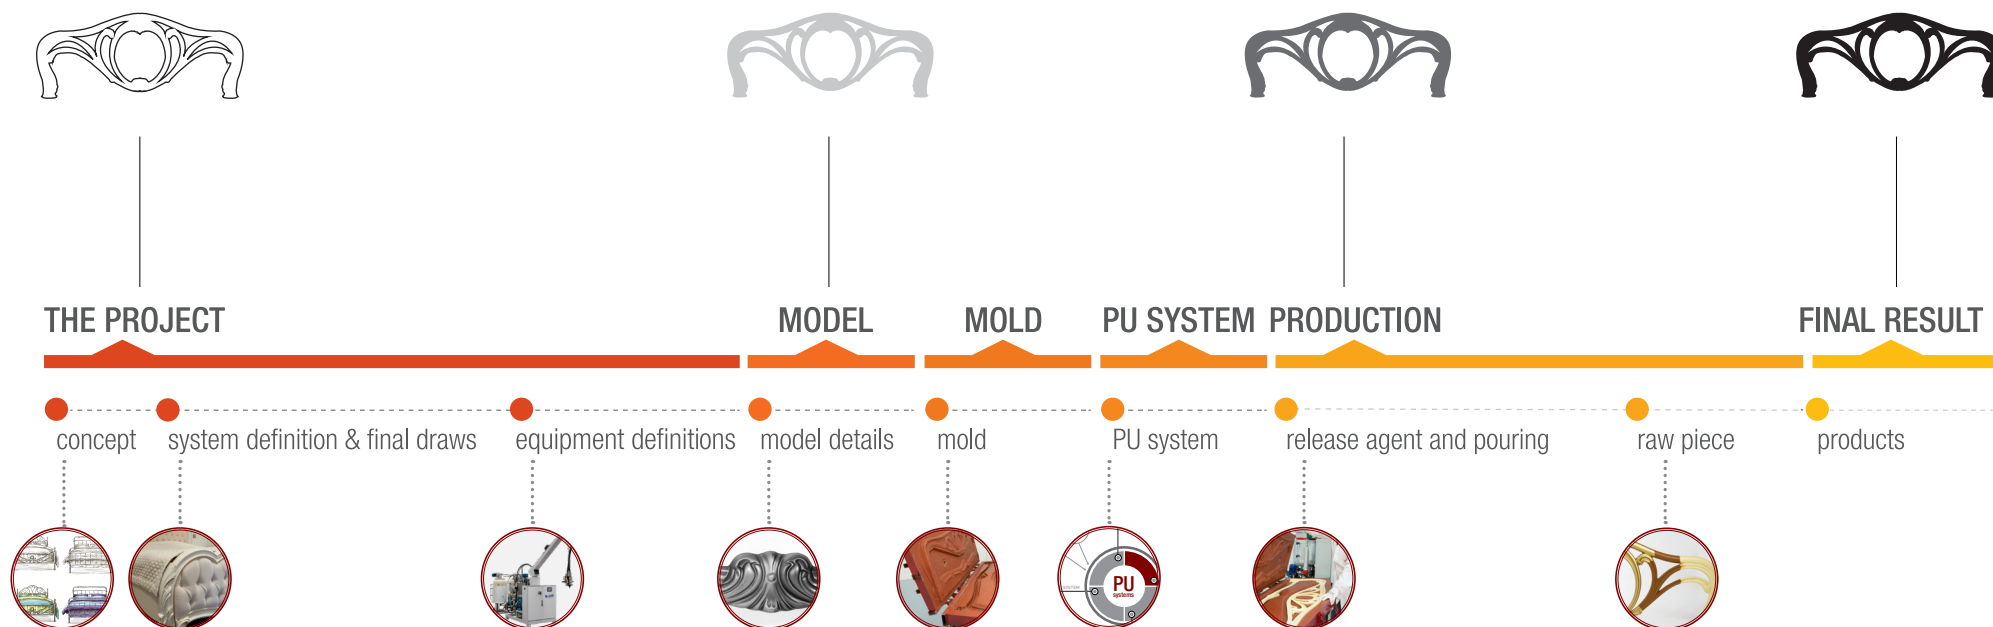 THE PROJECT
MODEL
MOLD
PU SYSTEM
PRODUCTION
FINAL RESULT
concept
system definition & final draws
equipment definitions
model details
mold
PU system
release agent and pouring
raw piece
products
PU
systems